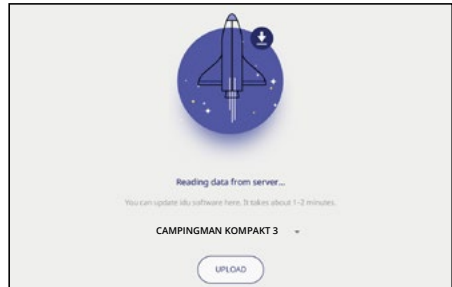 Reading data from server...
You can update idu software here. It takes about 1-2 minutes.
CAMPINGMAN KOMPAKT 3
UPLOAD